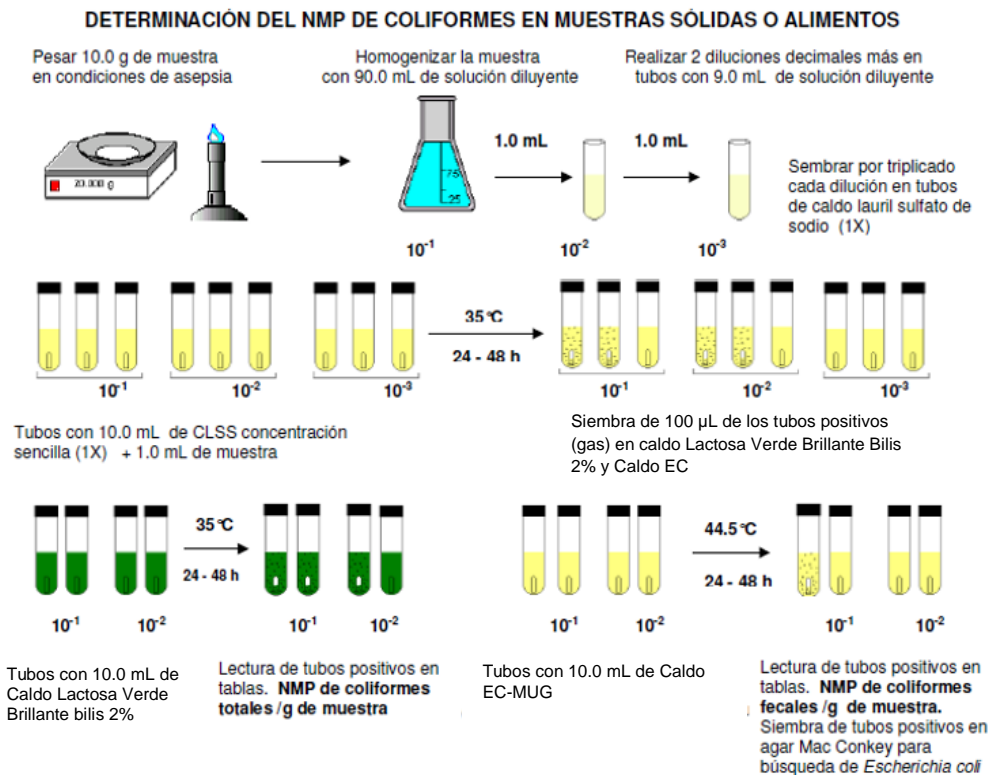 DETERMINACIÓN DEL NMP DE COLIFORMES EN MUESTRAS SÓLIDAS O ALIMENTOS
Pesar 10.0 g de muestra
en condiciones de asepsia
Homogenizar la muestra
con 90.0 mL de solución diluyente
Realizar 2 diluciones decimales más en
tubos con 9.0 mL de solución diluyente
20.000 g
75
25
1.0 mL
1.0 mL
Sembrar por triplicado
cada dilución en tubos
de caldo lauril sulfato de
sodio (1X)
10⁻¹
10⁻²
10⁻³
35 °C
24 - 48 h
10⁻¹
10⁻²
10⁻³
10⁻¹
10⁻²
10⁻³
Tubos con 10.0 mL de CLSS concentración
sencilla (1X) + 1.0 mL de muestra
Siembra de 100 µL de los tubos positivos
(gas) en caldo Lactosa Verde Brillante Bilis
2% y Caldo EC
35 °C
24 - 48 h
10⁻¹
10⁻²
10⁻¹
10⁻²
44.5 °C
24 - 48 h
10⁻¹
10⁻²
10⁻¹
10⁻²
Tubos con 10.0 mL de
Caldo Lactosa Verde
Brillante bilis 2%
Lectura de tubos positivos en
tablas. NMP de coliformes
totales /g de muestra
Tubos con 10.0 mL de Caldo
EC-MUG
Lectura de tubos positivos en
tablas. NMP de coliformes
fecales /g de muestra.
Siembra de tubos positivos en
agar Mac Conkey para
búsqueda de Escherichia coli